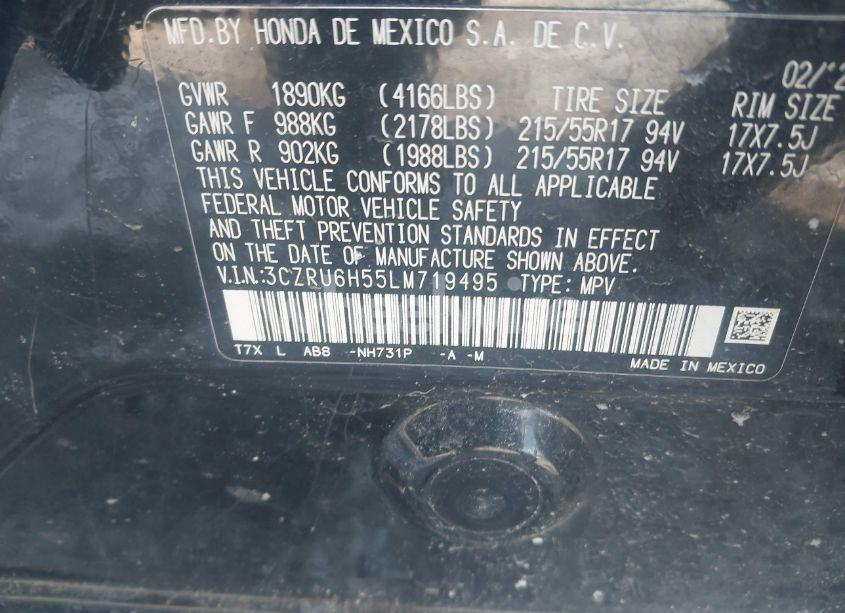 MFD.BY HONDA DE MEXICO S.A. DE C.V.
02/
GVWR 1890KG (4166LBS) TIRE SIZE RIM SIZE
GAWR F 988KG (2178LBS) 215/55R17 94V 17X7.5J
GAWR R 902KG (1988LBS) 215/55R17 94V 17X7.5J
THIS VEHICLE CONFORMS TO ALL APPLICABLE
FEDERAL MOTOR VEHICLE SAFETY
AND THEFT PREVENTION STANDARDS IN EFFECT
ON THE DATE OF MANUFACTURE SHOWN ABOVE.
V.I.N.:3CZRU6H55LM719495 TYPE: MPV
T7X L AB8 -NH731P -A -M
MADE IN MEXICO